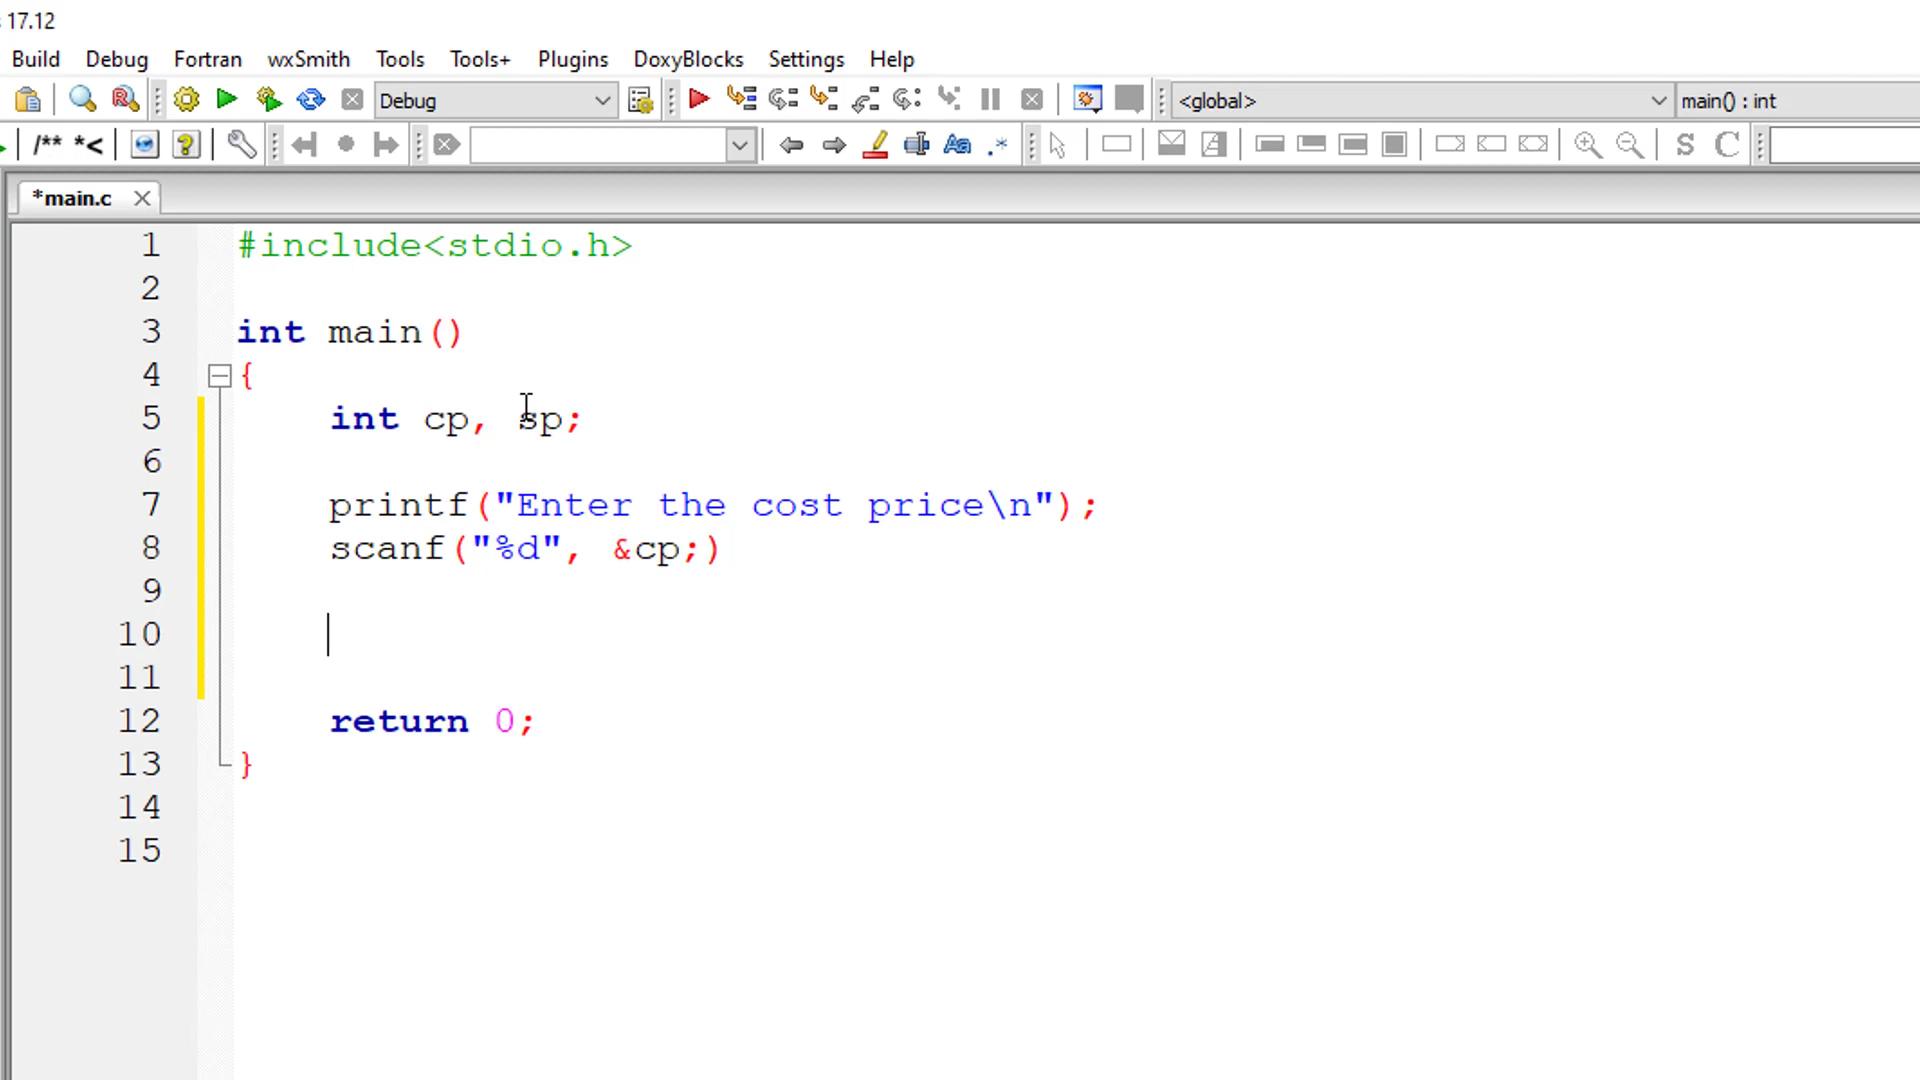 17.12
Build Debug Fortran wxSmith Tools Tools+ Plugins DoxyBlocks Settings Help
Debug <global> main() : int
/** *< Aa .* S C
*main.c
1 #include<stdio.h>
2
3 int main()
4 {
5 int cp, sp;
6
7 printf("Enter the cost price\n");
8 scanf("%d", &cp;)
9
10
11
12 return 0;
13 }
14
15